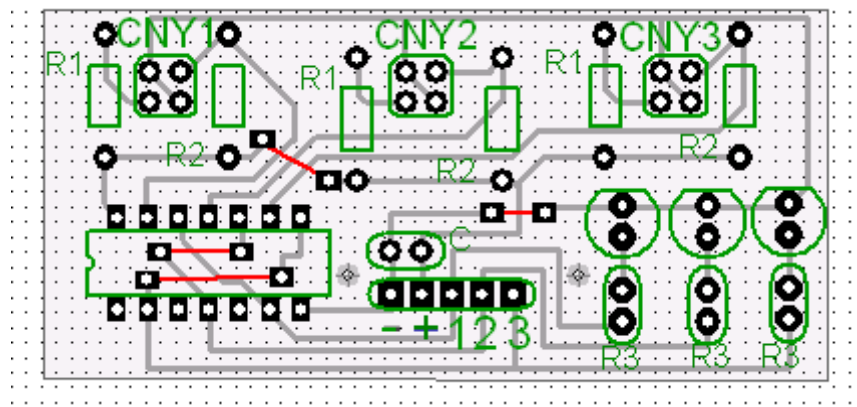 CNY1 CNY2 CNY3
R1 R1 R1
R2 R2 R2
C
- + 1 2 3
R3 R3 R3